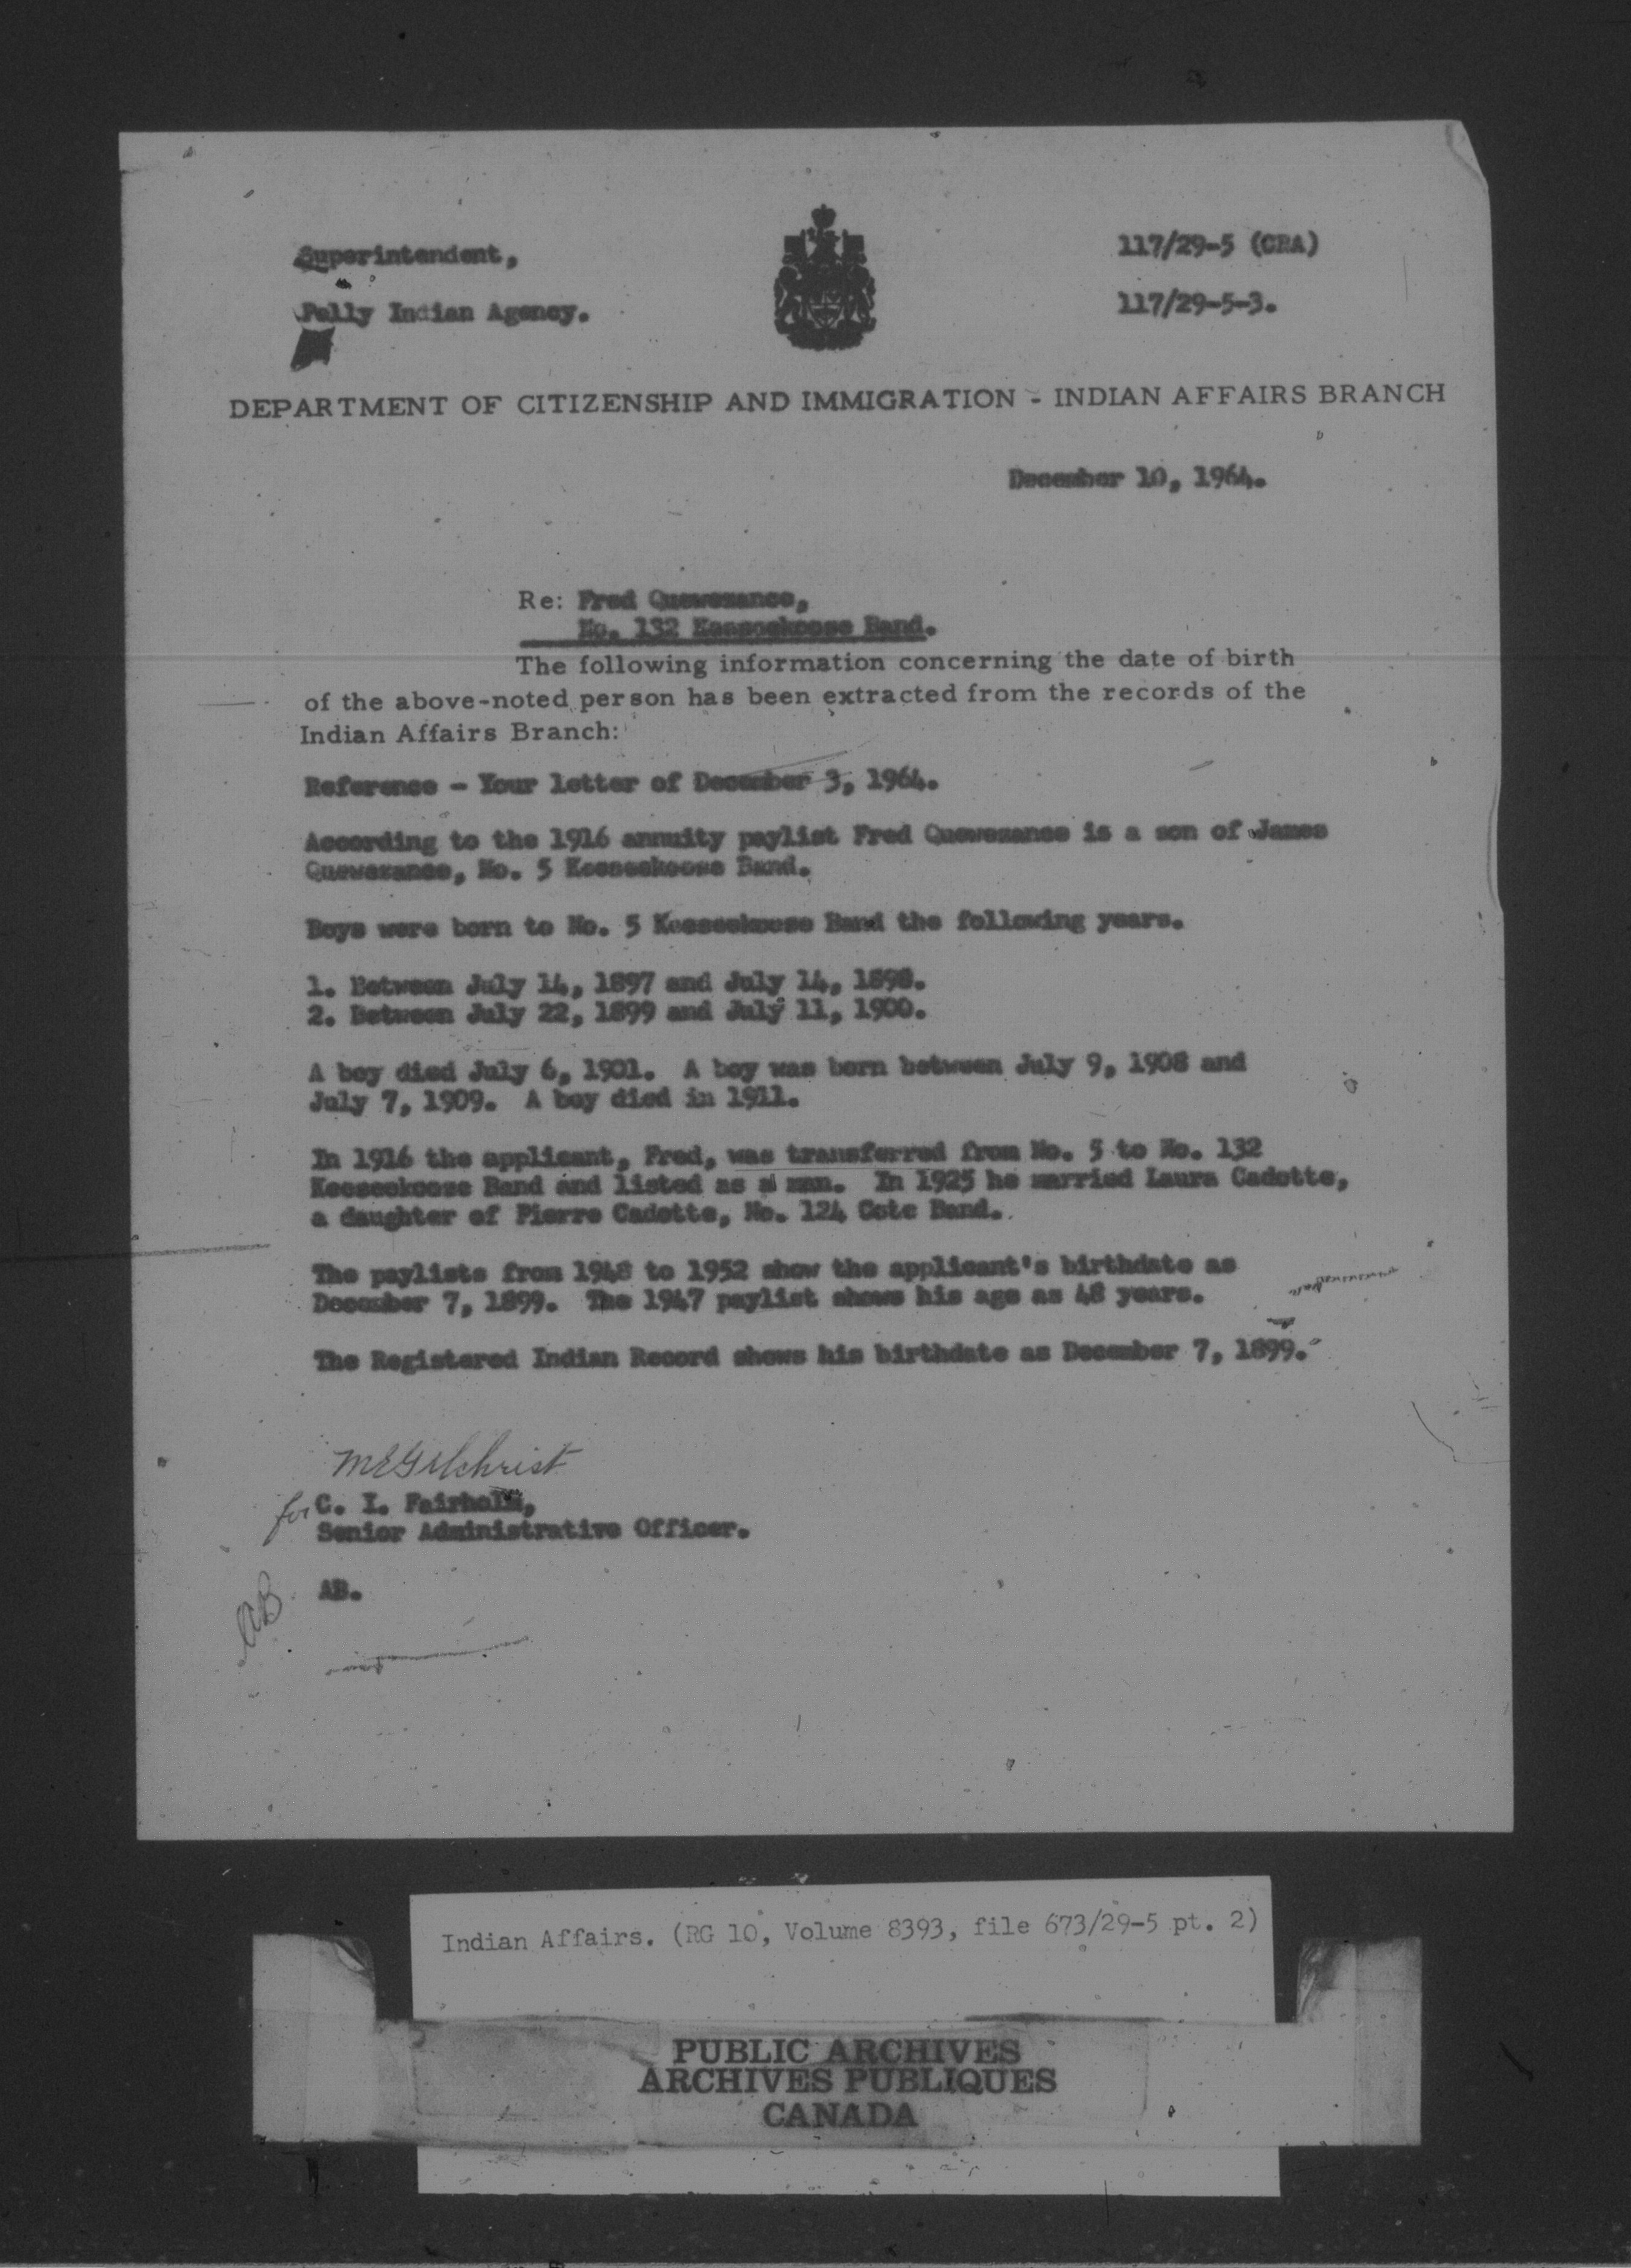 Superintendent,
117/29-5 (CRA)
Pelly Indian Agency.
117/29-5-3.
DEPARTMENT OF CITIZENSHIP AND IMMIGRATION - INDIAN AFFAIRS BRANCH
December 10, 1964.
Re: Fred Quewezance,
No. 132 Keeseekoose Band.
The following information concerning the date of birth
of the above-noted person has been extracted from the records of the
Indian Affairs Branch:
Reference - Your letter of December 3, 1964.
According to the 1916 annuity paylist Fred Quewezance is a son of James
Quewezance, No. 5 Keeseekoose Band.
Boys were born to No. 5 Keeseekoose Band the following years.
1. Between July 14, 1897 and July 14, 1898.
2. Between July 22, 1899 and July 11, 1900.
A boy died July 6, 1901. A boy was born between July 9, 1908 and
July 7, 1909. A boy died in 1911.
In 1916 the applicant, Fred, was transferred from No. 5 to No. 132
Keeseekoose Band and listed as a man. In 1925 he married Laura Cadotte,
a daughter of Pierre Cadotte, No. 124 Cote Band.
The paylists from 1948 to 1952 show the applicant's birthdate as
December 7, 1899. The 1947 paylist shows his age as 48 years.
The Registered Indian Record shows his birthdate as December 7, 1899.
MEGilchrist
for C. I. Fairholm,
Senior Administrative Officer.
AB.
AB
Indian Affairs. (RG 10, Volume 8393, file 673/29-5 pt. 2)
PUBLIC ARCHIVES
ARCHIVES PUBLIQUES
CANADA